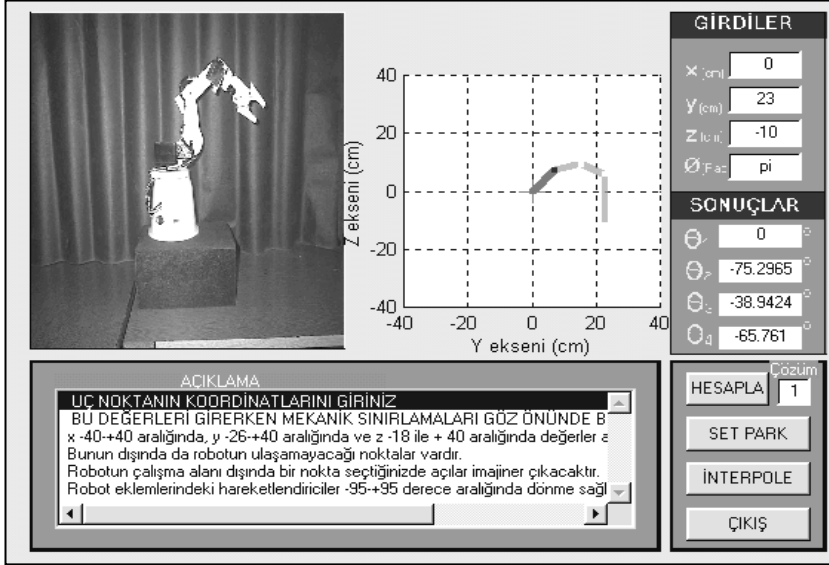 GİRDİLER
x (cm) 0
y (cm) 23
z (cm) -10
Ø pi
SONUÇLAR
Θ1 0 °
Θ2 -75.2965 °
Θ3 -38.9424 °
Θ4 -65.761 °
Z ekseni (cm)
40
20
0
-20
-40
-40 -20 0 20 40
Y ekseni (cm)
AÇIKLAMA
UÇ NOKTANIN KOORDİNATLARINI GİRİNİZ
BU DEĞERLERİ GİRERKEN MEKANİK SINIRLAMALARI GÖZ ÖNÜNDE B
x -40-+40 aralığında, y -26-+40 aralığında ve z -18 ile + 40 aralığında değerler a
Bunun dışında da robotun ulaşamayacağı noktalar vardır.
Robotun çalışma alanı dışında bir nokta seçtiğinizde açılar imajiner çıkacaktır.
Robot eklemlerindeki hareketlendiriciler -95-+95 derece aralığında dönme sağl
Çözüm
HESAPLA 1
SET PARK
İNTERPOLE
ÇIKIŞ